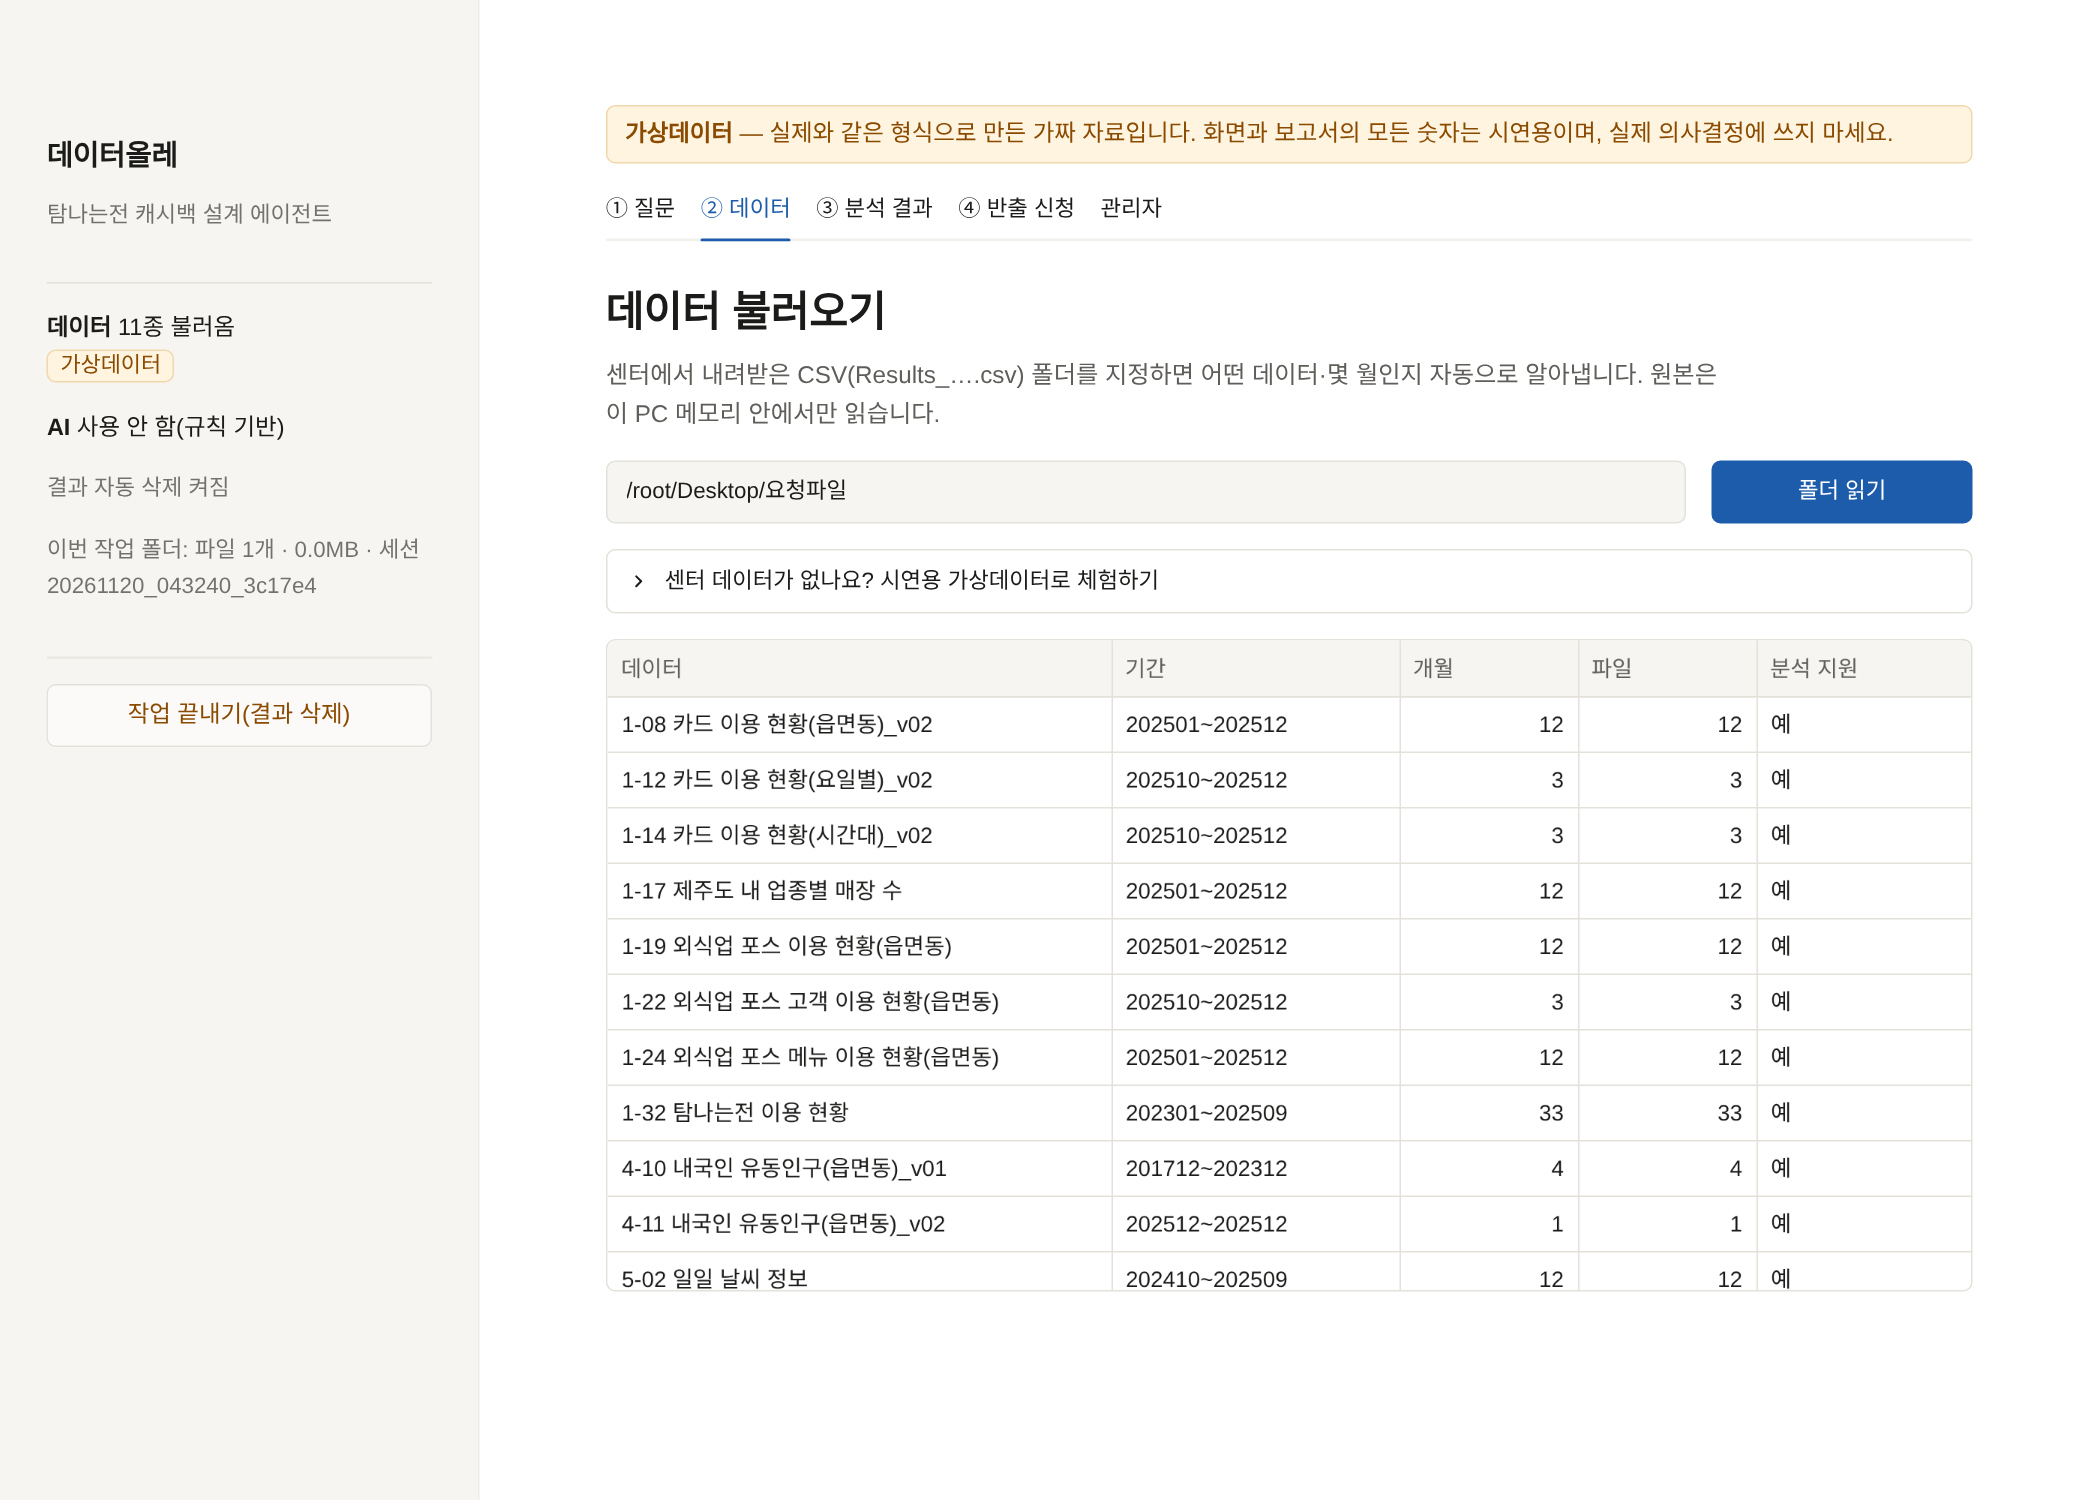 데이터올레
탐나는전 캐시백 설계 에이전트
데이터 11종 불러옴
가상데이터
AI 사용 안 함(규칙 기반)
결과 자동 삭제 켜짐
이번 작업 폴더: 파일 1개 · 0.0MB · 세션
20261120_043240_3c17e4
작업 끝내기(결과 삭제)
가상데이터 — 실제와 같은 형식으로 만든 가짜 자료입니다. 화면과 보고서의 모든 숫자는 시연용이며, 실제 의사결정에 쓰지 마세요.
① 질문 ② 데이터 ③ 분석 결과 ④ 반출 신청 관리자
데이터 불러오기
센터에서 내려받은 CSV(Results_….csv) 폴더를 지정하면 어떤 데이터·몇 월인지 자동으로 알아냅니다. 원본은
이 PC 메모리 안에서만 읽습니다.
/root/Desktop/요청파일 폴더 읽기
센터 데이터가 없나요? 시연용 가상데이터로 체험하기
데이터 기간 개월 파일 분석 지원
1-08 카드 이용 현황(읍면동)_v02 202501~202512 12 12 예
1-12 카드 이용 현황(요일별)_v02 202510~202512 3 3 예
1-14 카드 이용 현황(시간대)_v02 202510~202512 3 3 예
1-17 제주도 내 업종별 매장 수 202501~202512 12 12 예
1-19 외식업 포스 이용 현황(읍면동) 202501~202512 12 12 예
1-22 외식업 포스 고객 이용 현황(읍면동) 202510~202512 3 3 예
1-24 외식업 포스 메뉴 이용 현황(읍면동) 202501~202512 12 12 예
1-32 탐나는전 이용 현황 202301~202509 33 33 예
4-10 내국인 유동인구(읍면동)_v01 201712~202312 4 4 예
4-11 내국인 유동인구(읍면동)_v02 202512~202512 1 1 예
5-02 일일 날씨 정보 202410~202509 12 12 예